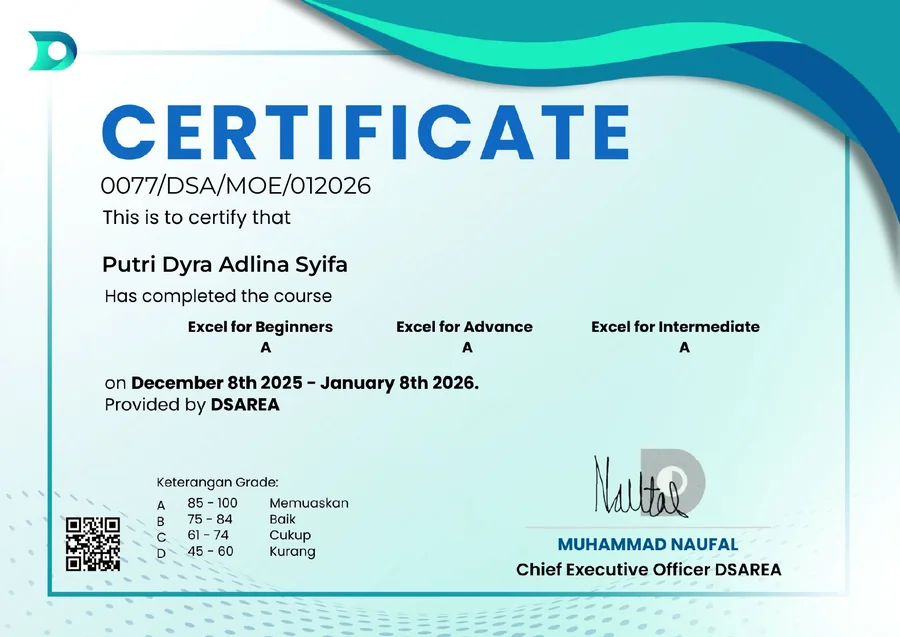 CERTIFICATE
0077/DSA/MOE/012026
This is to certify that
Putri Dyra Adlina Syifa
Has completed the course
Excel for Beginners Excel for Advance Excel for Intermediate
A A A
on December 8th 2025 - January 8th 2026.
Provided by DSAREA
Keterangan Grade:
A 85 - 100 Memuaskan
B 75 - 84 Baik
C 61 - 74 Cukup
D 45 - 60 Kurang
Naufal
MUHAMMAD NAUFAL
Chief Executive Officer DSAREA